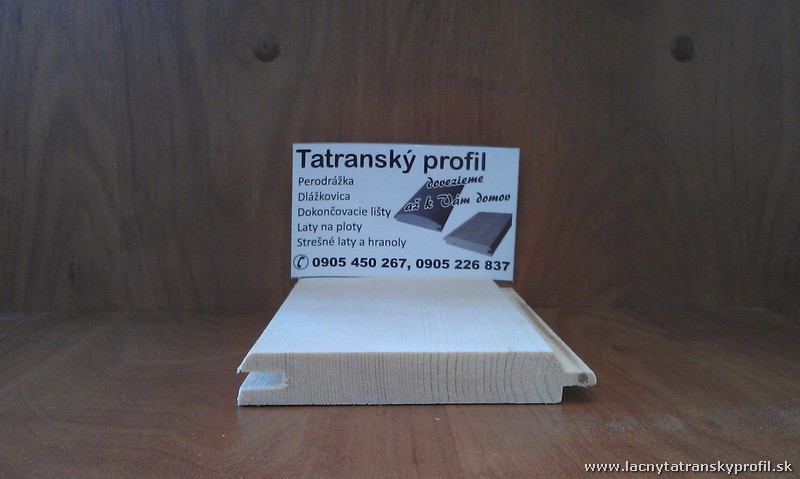 Tatranský profil
Perodrážka
Dlážkovica
Dokončovacie lišty
Laty na ploty
Strešné laty a hranoly
dovezieme
až k Vám domov
✆ 0905 450 267, 0905 226 837
www.lacnytatranskyprofil.sk